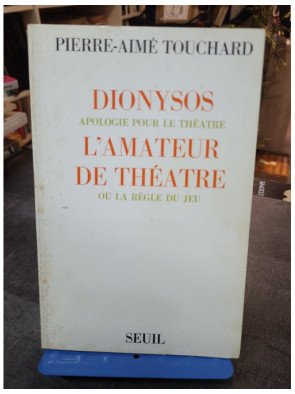 PIERRE-AIMÉ TOUCHARD
DIONYSOS
APOLOGIE POUR LE THÉATRE
L'AMATEUR
DE THÉATRE
OU LA RÈGLE DU JEU
SEUIL